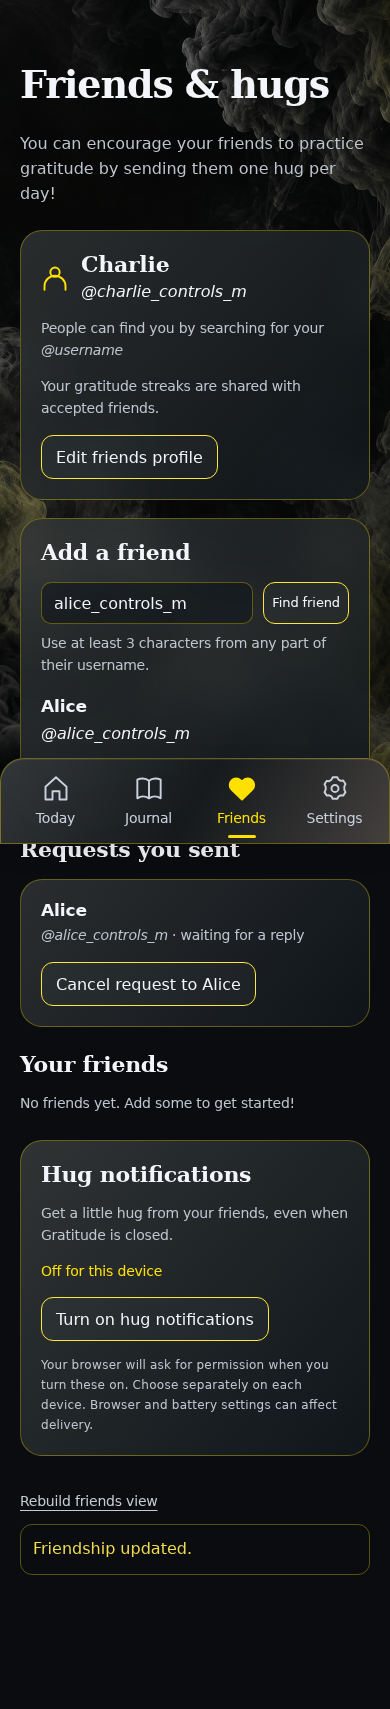 Friends & hugs
You can encourage your friends to practice
gratitude by sending them one hug per
day!
Charlie
@charlie_controls_m
People can find you by searching for your
@username
Your gratitude streaks are shared with
accepted friends.
Edit friends profile
Add a friend
alice_controls_m
Find friend
Use at least 3 characters from any part of
their username.
Alice
@alice_controls_m
Today
Journal
Friends
Settings
Requests you sent
Alice
@alice_controls_m · waiting for a reply
Cancel request to Alice
Your friends
No friends yet. Add some to get started!
Hug notifications
Get a little hug from your friends, even when
Gratitude is closed.
Off for this device
Turn on hug notifications
Your browser will ask for permission when you
turn these on. Choose separately on each
device. Browser and battery settings can affect
delivery.
Rebuild friends view
Friendship updated.